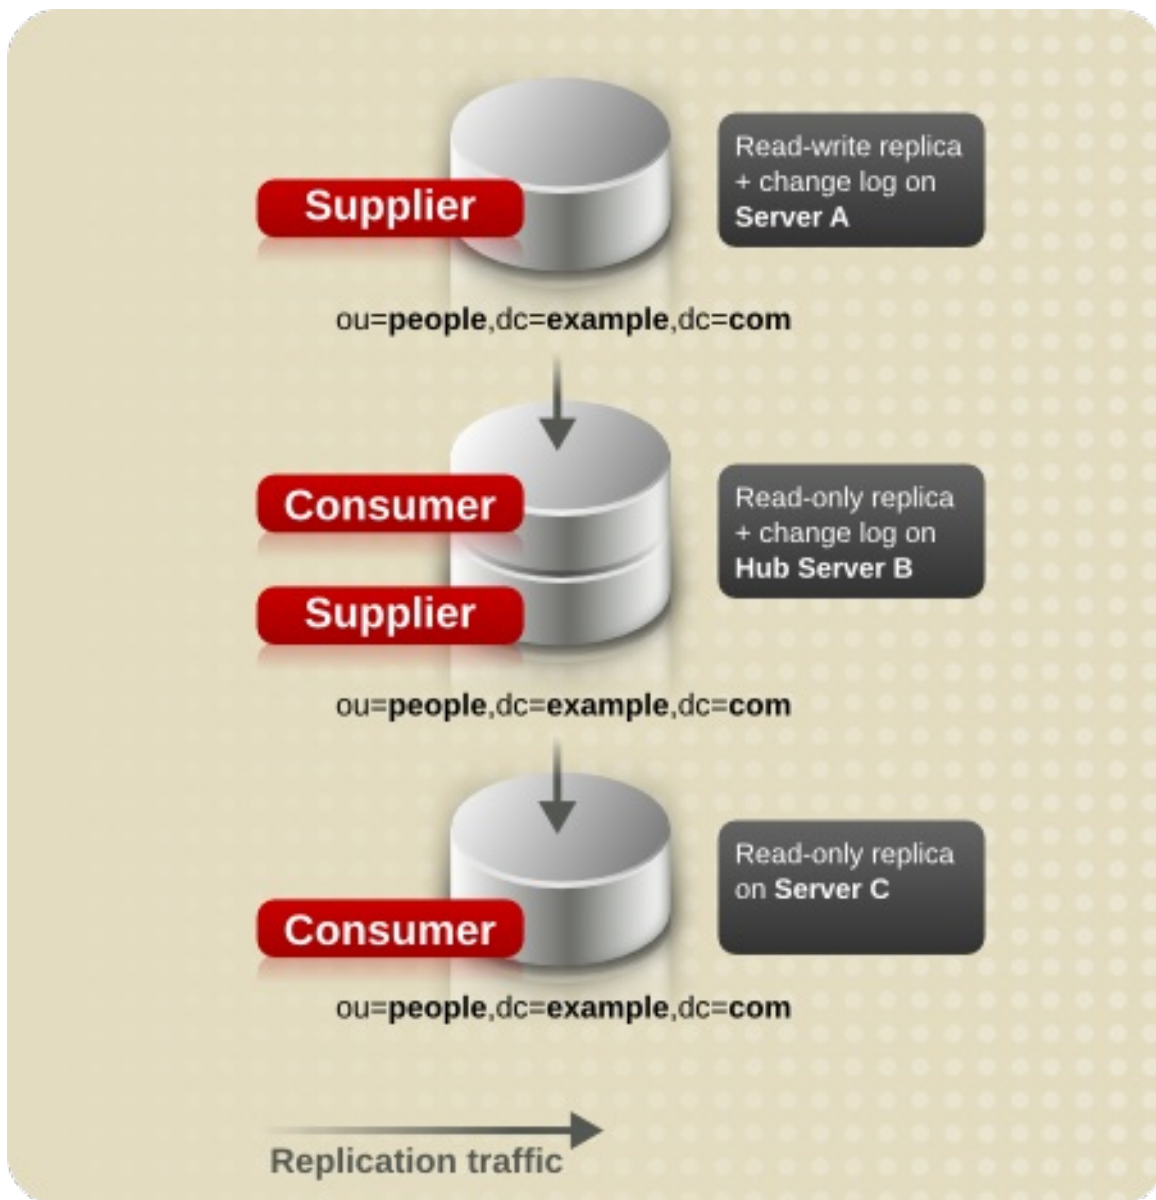 Supplier
Read-write replica
+ change log on
Server A
ou=people,dc=example,dc=com
Consumer
Supplier
Read-only replica
+ change log on
Hub Server B
ou=people,dc=example,dc=com
Consumer
Read-only replica
on Server C
ou=people,dc=example,dc=com
Replication traffic